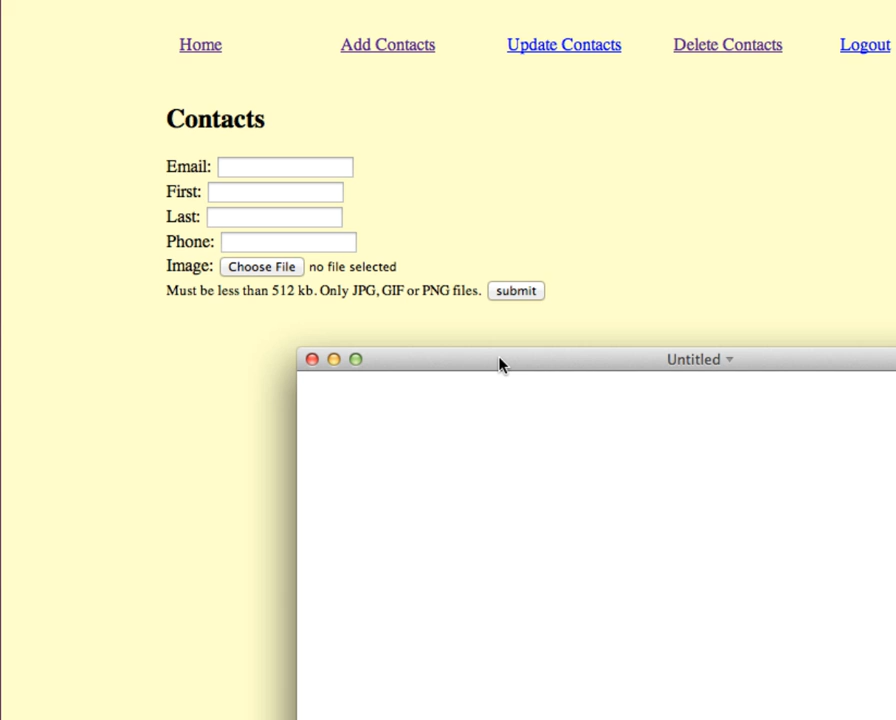 Home Add Contacts Update Contacts Delete Contacts Logout
Contacts
Email:
First:
Last:
Phone:
Image: Choose File no file selected
Must be less than 512 kb. Only JPG, GIF or PNG files. submit
Untitled